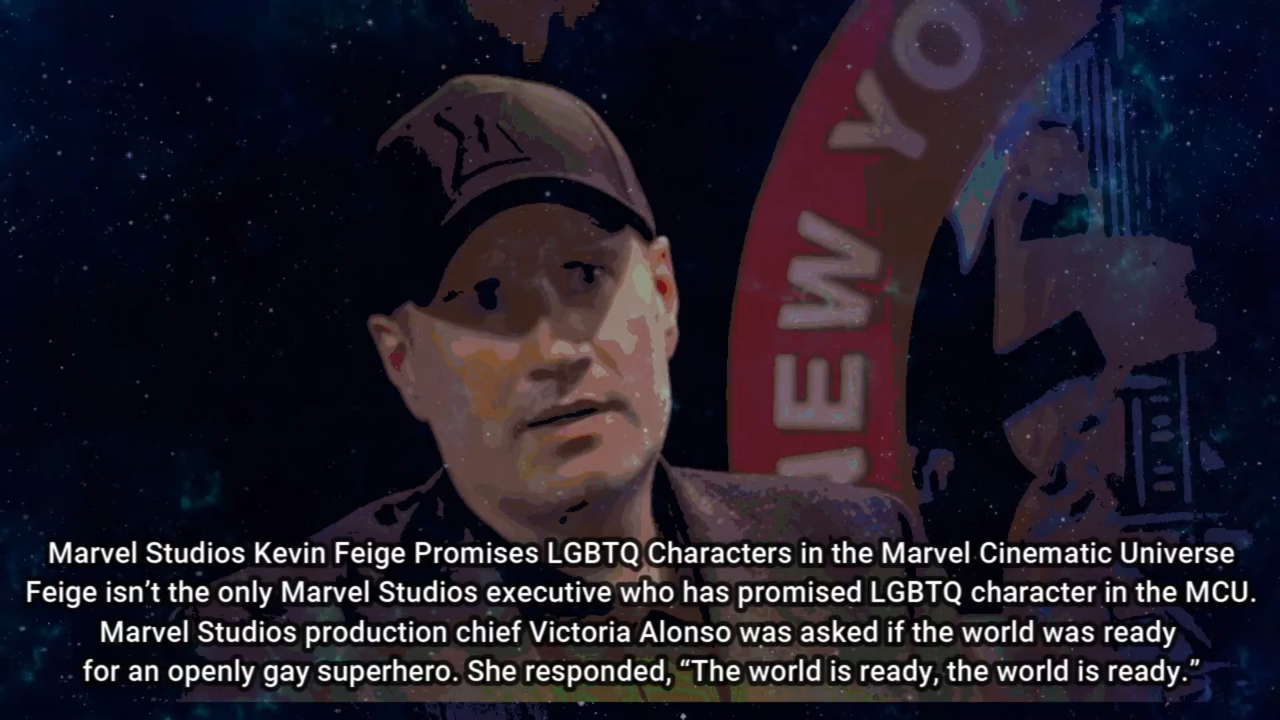 NEW YO
Marvel Studios Kevin Feige Promises LGBTQ Characters in the Marvel Cinematic Universe
Feige isn’t the only Marvel Studios executive who has promised LGBTQ character in the MCU.
Marvel Studios production chief Victoria Alonso was asked if the world was ready
for an openly gay superhero. She responded, “The world is ready, the world is ready.”